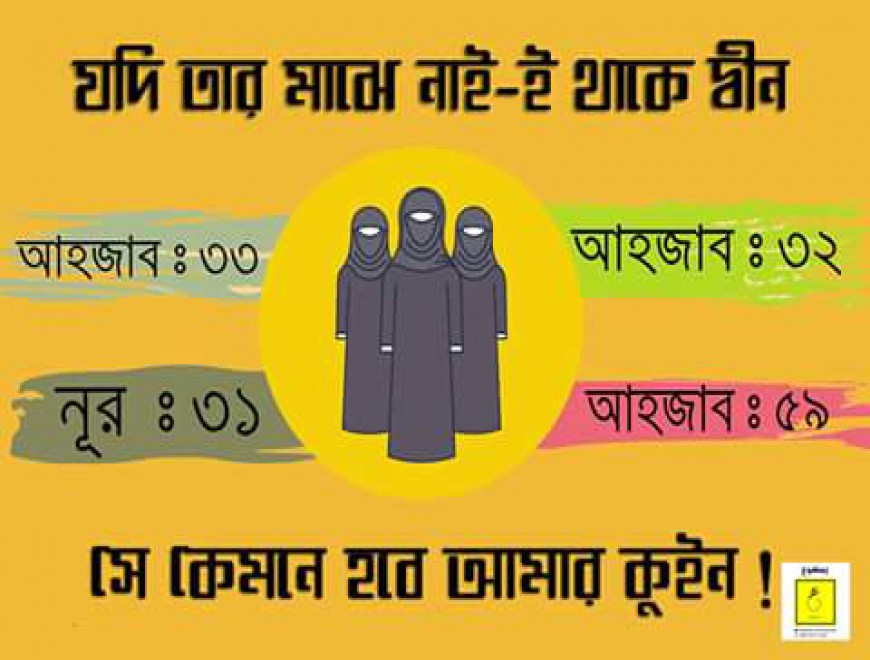 যদি তার মাঝে নাই-ই থাকে দ্বীন
আহজাব ঃ ৩৩
আহজাব ঃ ৩২
নূর ঃ ৩১
আহজাব ঃ ৫৯
সে কেমনে হবে আমার কুইন !